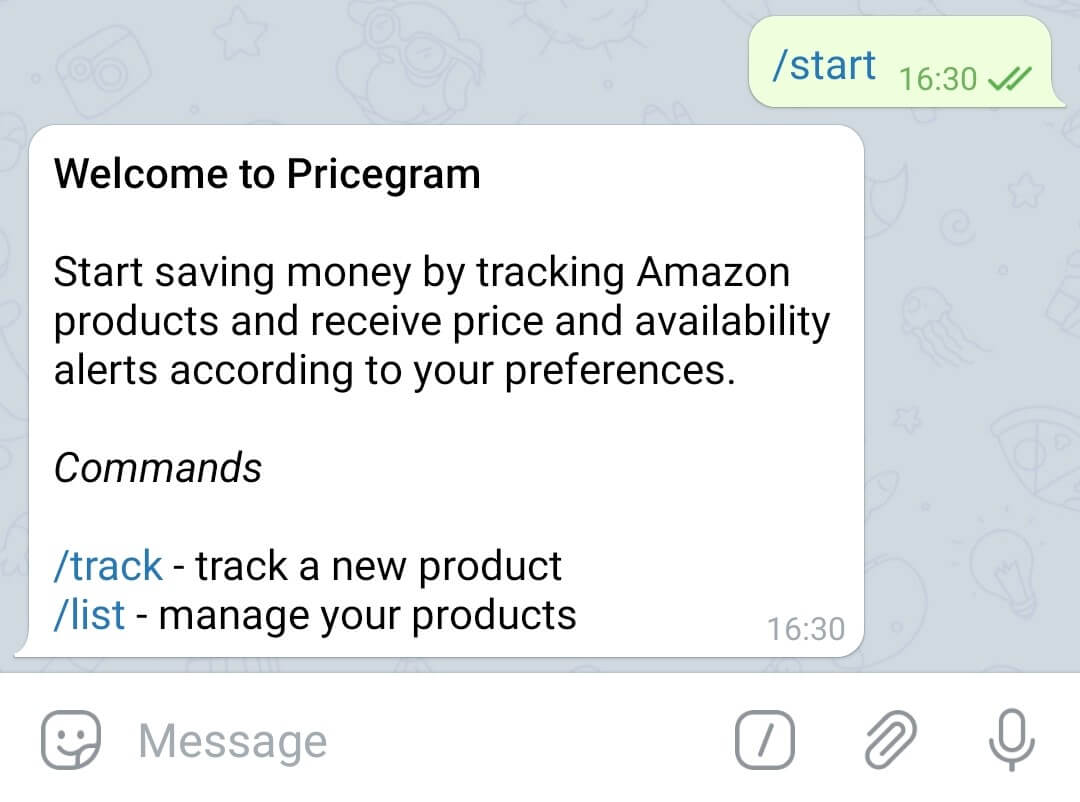 /start 16:30
Welcome to Pricegram
Start saving money by tracking Amazon
products and receive price and availability
alerts according to your preferences.
Commands
/track - track a new product
/list - manage your products
16:30
Message